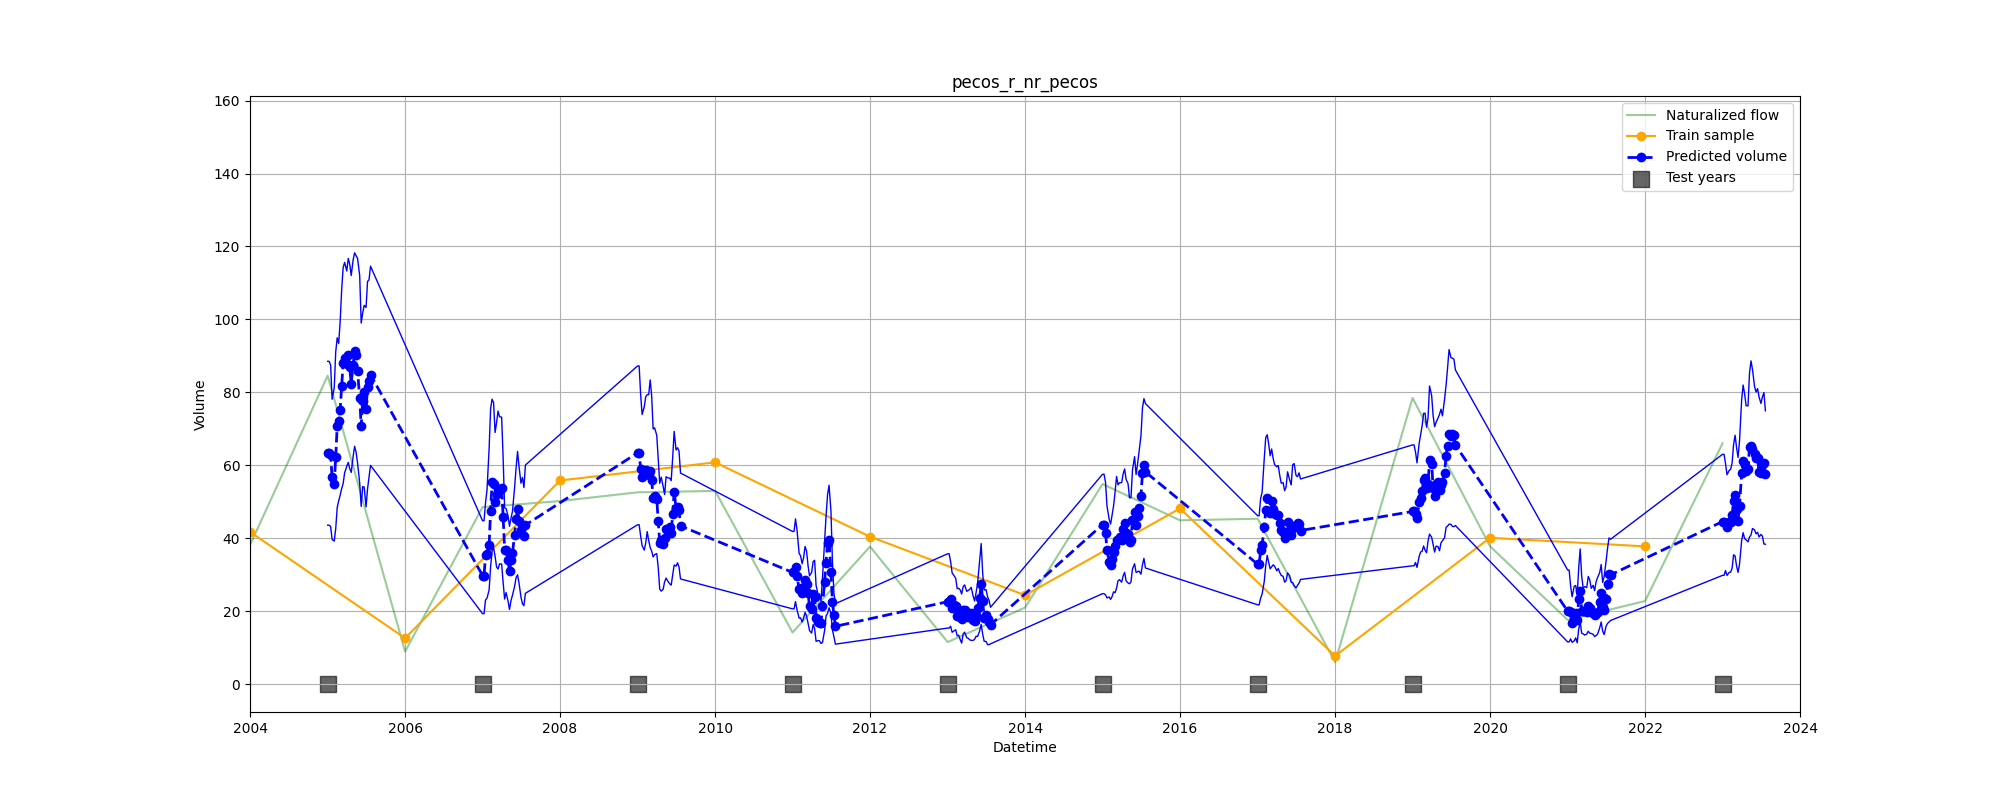 pecos_r_nr_pecos
160
140
120
100
80
60
40
20
0
Volume
Naturalized flow
Train sample
Predicted volume
Test years
2004 2006 2008 2010 2012 2014 2016 2018 2020 2022 2024
Datetime